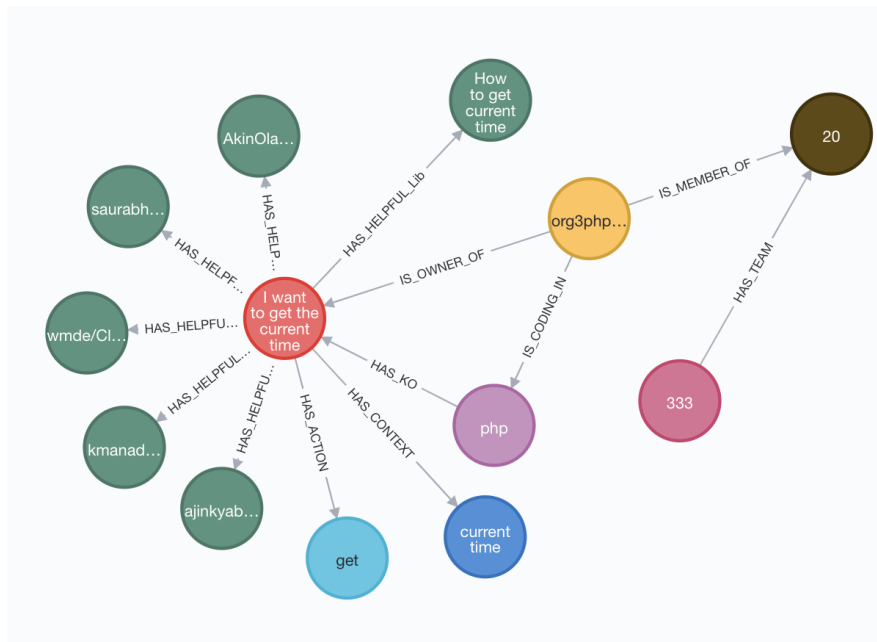 How
to get
current
time
AkinOla…
20
saurabh…
HAS_HELP…
HAS_HELPFUL_Lib
IS_MEMBER_OF
org3php…
HAS_HELPF…
IS_OWNER_OF
HAS_TEAM
I want
to get the
current
time
wmde/Cl…
HAS_HELPFU…
IS_CODING_IN
HAS_HELPFUL…
HAS_KO
333
kmanad…
HAS_HELPFU…
HAS_ACTION
HAS_CONTEXT
php
ajinkyab…
current
time
get